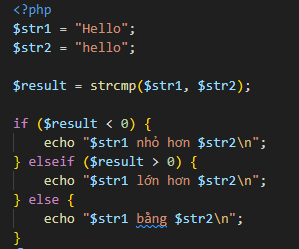 <?php
$str1 = "Hello";
$str2 = "hello";
$result = strcmp($str1, $str2);
if ($result < 0) {
    echo "$str1 nhỏ hơn $str2\n";
} elseif ($result > 0) {
    echo "$str1 lớn hơn $str2\n";
} else {
    echo "$str1 bằng $str2\n";
}